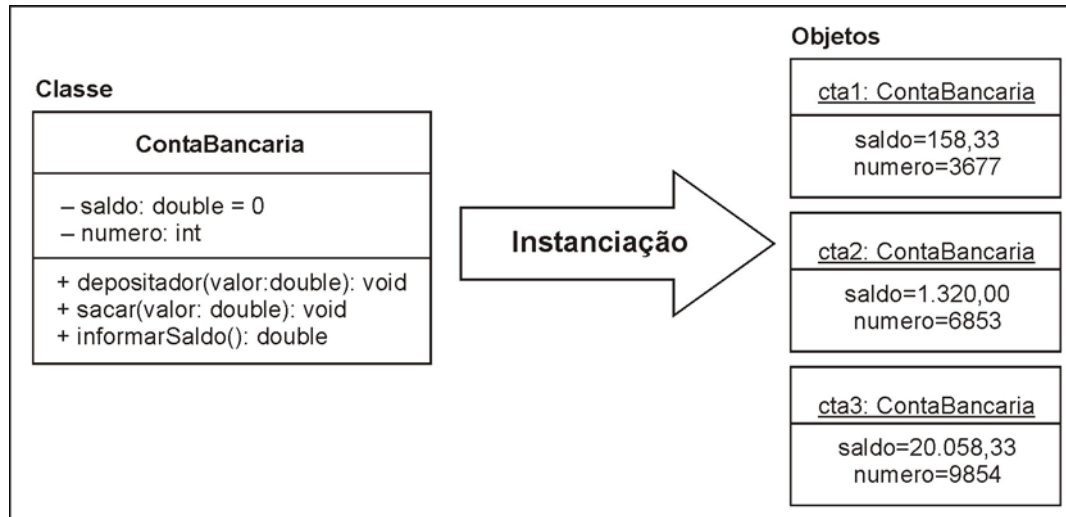 Classe
ContaBancaria
– saldo: double = 0
– numero: int
+ depositador(valor:double): void
+ sacar(valor: double): void
+ informarSaldo(): double
Instanciação
Objetos
cta1: ContaBancaria
saldo=158,33
numero=3677
cta2: ContaBancaria
saldo=1.320,00
numero=6853
cta3: ContaBancaria
saldo=20.058,33
numero=9854